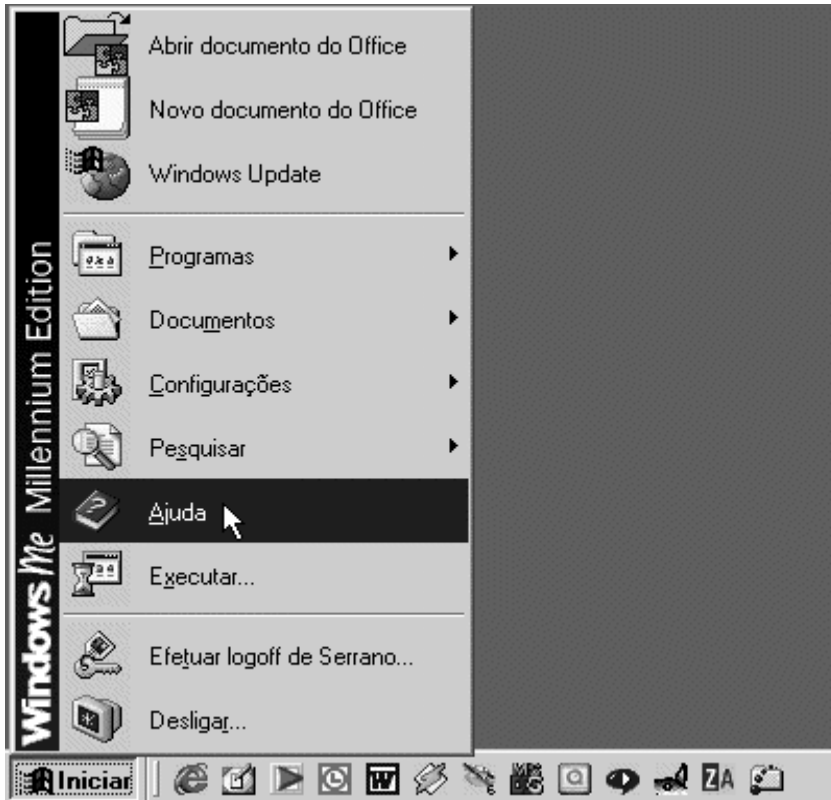 Abrir documento do Office
Novo documento do Office
Windows Update
Programas
Documentos
Configurações
Pesquisar
Ajuda
Executar...
Efetuar logoff de Serrano...
Desligar...
Windows Me Millennium Edition
Iniciar
W
ZA